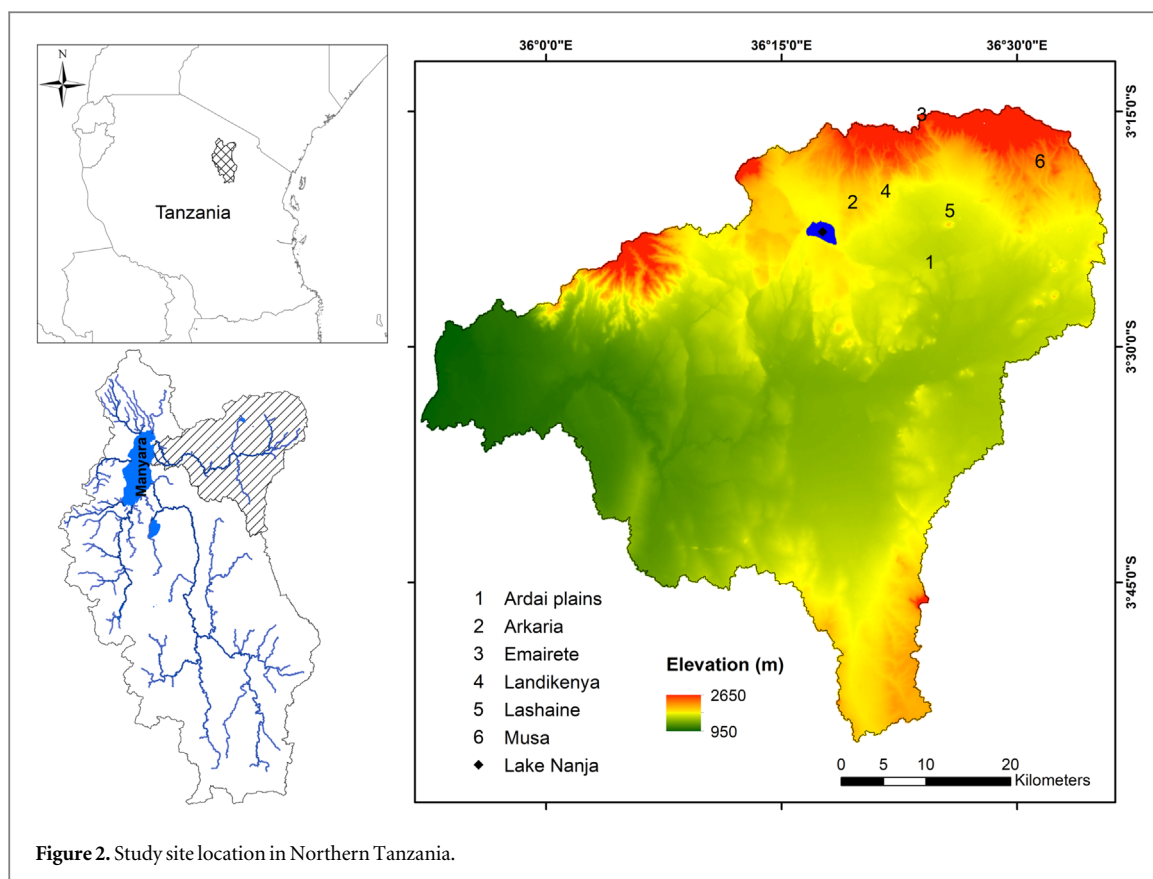 N
Tanzania
Manyara
36°0'0"E
36°15'0"E
36°30'0"E
3°15'0"S
3°30'0"S
3°45'0"S
3
6
4
2
5
1
1 Ardai plains
2 Arkaria
3 Emairete
4 Landikenya
5 Lashaine
6 Musa
Lake Nanja
Elevation (m)
2650
950
0 5 10 20
Kilometers
Figure 2. Study site location in Northern Tanzania.